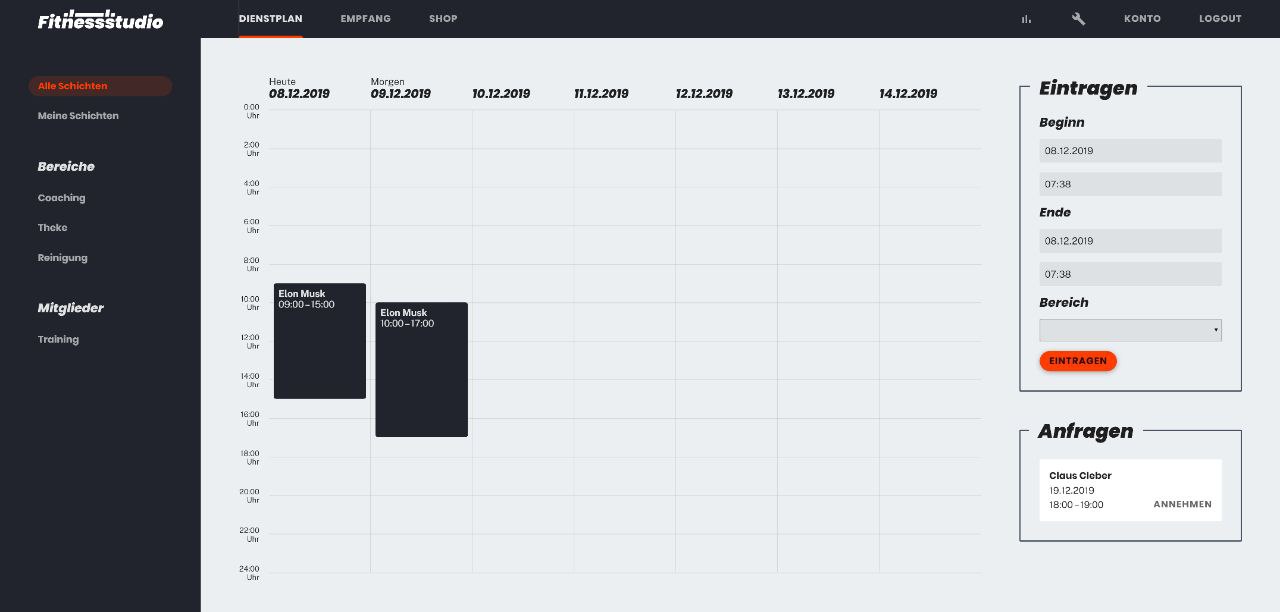 Fitnessstudio
DIENSTPLAN
EMPFANG
SHOP
KONTO
LOGOUT
Alle Schichten
Meine Schichten
Bereiche
Coaching
Theke
Reinigung
Mitglieder
Training
Heute
08.12.2019
Morgen
09.12.2019
10.12.2019
11.12.2019
12.12.2019
13.12.2019
14.12.2019
0:00
Uhr
2:00
Uhr
4:00
Uhr
6:00
Uhr
8:00
Uhr
10:00
Uhr
12:00
Uhr
14:00
Uhr
16:00
Uhr
18:00
Uhr
20:00
Uhr
22:00
Uhr
24:00
Uhr
Elon Musk
09:00 – 15:00
Elon Musk
10:00 – 17:00
Eintragen
Beginn
08.12.2019
07:38
Ende
08.12.2019
07:38
Bereich
EINTRAGEN
Anfragen
Claus Cleber
19.12.2019
18:00 – 19:00
ANNEHMEN